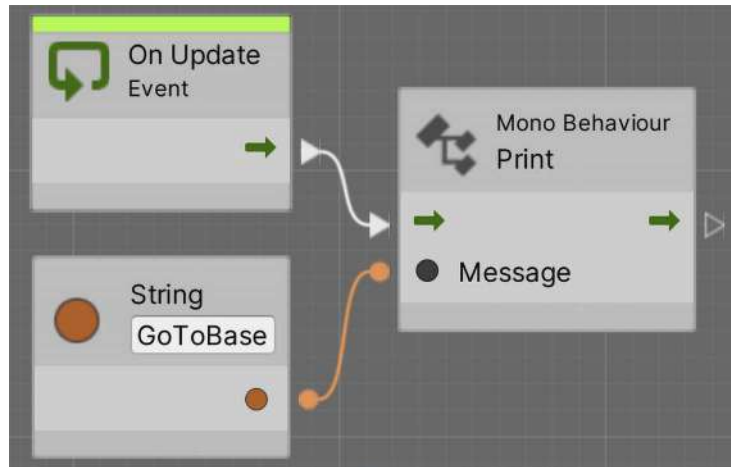 On Update
Event
Mono Behaviour
Print
Message
String
GoToBase